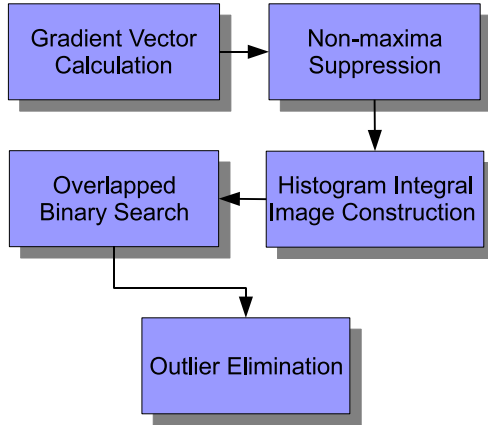 Gradient Vector
Calculation
Non-maxima
Suppression
Histogram Integral
Image Construction
Overlapped
Binary Search
Outlier Elimination